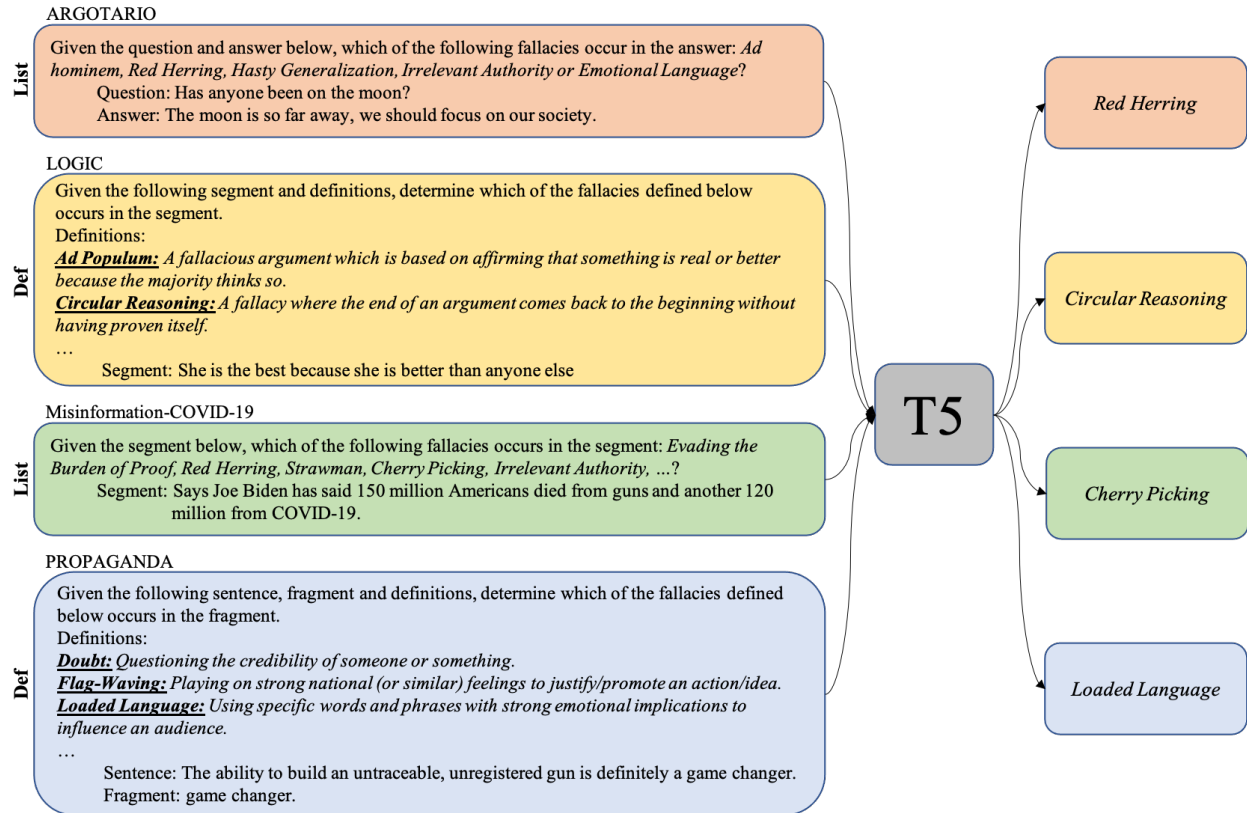 ARGOTARIO
List
Given the question and answer below, which of the following fallacies occur in the answer: Ad
hominem, Red Herring, Hasty Generalization, Irrelevant Authority or Emotional Language?
Question: Has anyone been on the moon?
Answer: The moon is so far away, we should focus on our society.
LOGIC
Def
Given the following segment and definitions, determine which of the fallacies defined below
occurs in the segment.
Definitions:
Ad Populum: A fallacious argument which is based on affirming that something is real or better
because the majority thinks so.
Circular Reasoning: A fallacy where the end of an argument comes back to the beginning without
having proven itself.
…
Segment: She is the best because she is better than anyone else
Misinformation-COVID-19
List
Given the segment below, which of the following fallacies occurs in the segment: Evading the
Burden of Proof, Red Herring, Strawman, Cherry Picking, Irrelevant Authority, …?
Segment: Says Joe Biden has said 150 million Americans died from guns and another 120
million from COVID-19.
PROPAGANDA
Def
Given the following sentence, fragment and definitions, determine which of the fallacies defined
below occurs in the fragment.
Definitions:
Doubt: Questioning the credibility of someone or something.
Flag-Waving: Playing on strong national (or similar) feelings to justify/promote an action/idea.
Loaded Language: Using specific words and phrases with strong emotional implications to
influence an audience.
…
Sentence: The ability to build an untraceable, unregistered gun is definitely a game changer.
Fragment: game changer.
T5
Red Herring
Circular Reasoning
Cherry Picking
Loaded Language